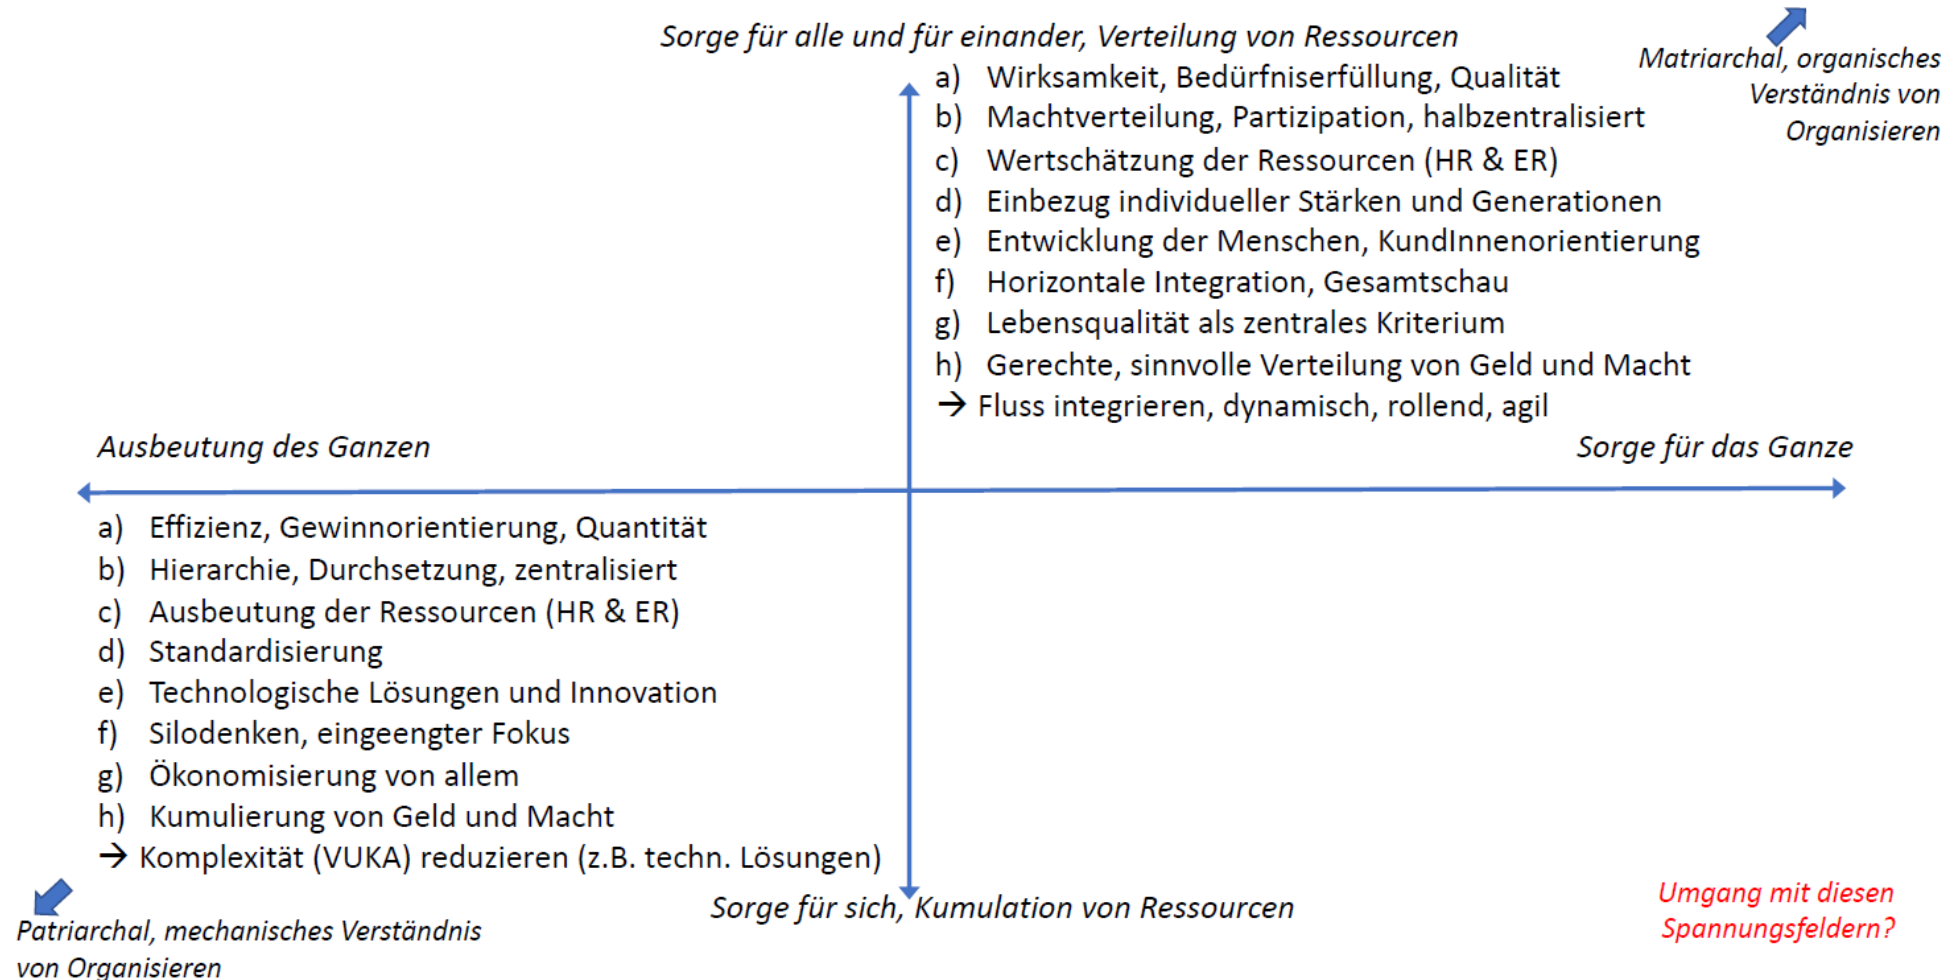 Sorge für alle und für einander, Verteilung von Ressourcen
Matriarchal, organisches
Verständnis von
Organisieren
a) Wirksamkeit, Bedürfniserfüllung, Qualität
b) Machtverteilung, Partizipation, halbzentralisiert
c) Wertschätzung der Ressourcen (HR & ER)
d) Einbezug individueller Stärken und Generationen
e) Entwicklung der Menschen, KundInnenorientierung
f) Horizontale Integration, Gesamtschau
g) Lebensqualität als zentrales Kriterium
h) Gerechte, sinnvolle Verteilung von Geld und Macht
→ Fluss integrieren, dynamisch, rollend, agil
Ausbeutung des Ganzen
Sorge für das Ganze
a) Effizienz, Gewinnorientierung, Quantität
b) Hierarchie, Durchsetzung, zentralisiert
c) Ausbeutung der Ressourcen (HR & ER)
d) Standardisierung
e) Technologische Lösungen und Innovation
f) Silodenken, eingeengter Fokus
g) Ökonomisierung von allem
h) Kumulierung von Geld und Macht
→ Komplexität (VUKA) reduzieren (z.B. techn. Lösungen)
Sorge für sich, Kumulation von Ressourcen
Patriarchal, mechanisches Verständnis
von Organisieren
Umgang mit diesen
Spannungsfeldern?